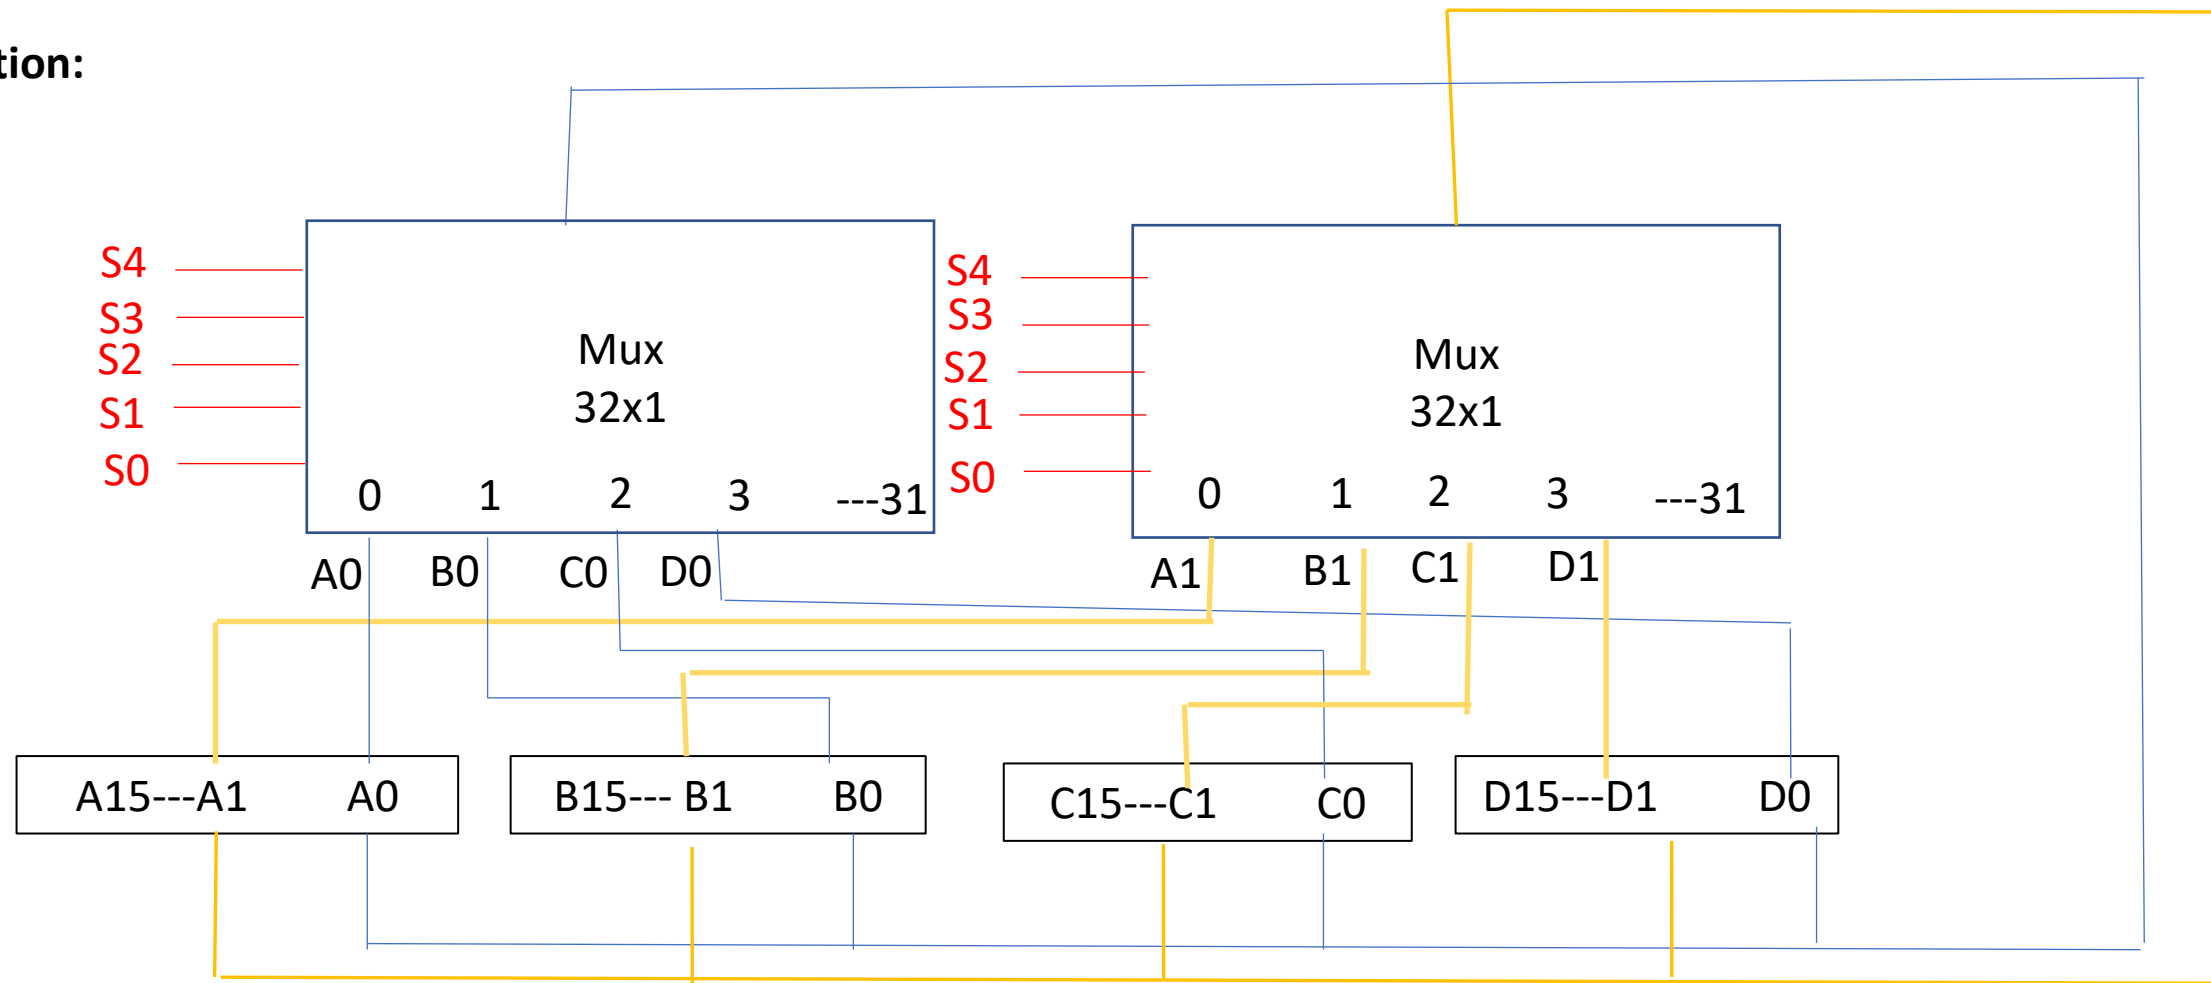 tion:
S4
S3
S2
S1
S0
Mux
32x1
0 1 2 3 ---31
A0 B0 C0 D0
S4
S3
S2
S1
S0
Mux
32x1
0 1 2 3 ---31
A1 B1 C1 D1
A15---A1 A0
B15--- B1 B0
C15---C1 C0
D15---D1 D0